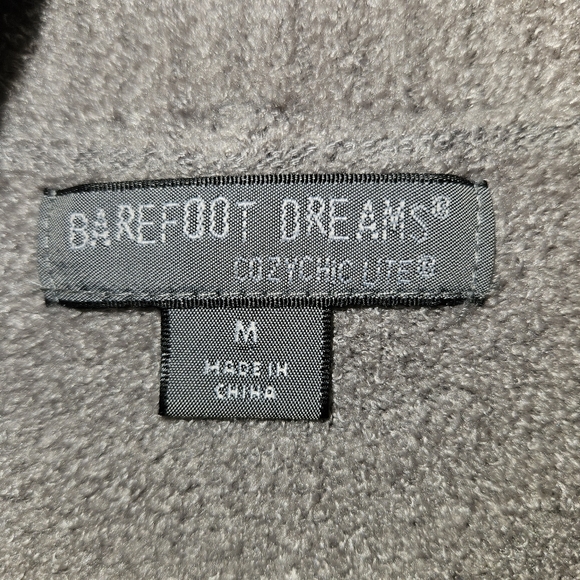 BAREFOOT DREAMS®
COZYCHIC LITE®
M
MADE IN
CHINA